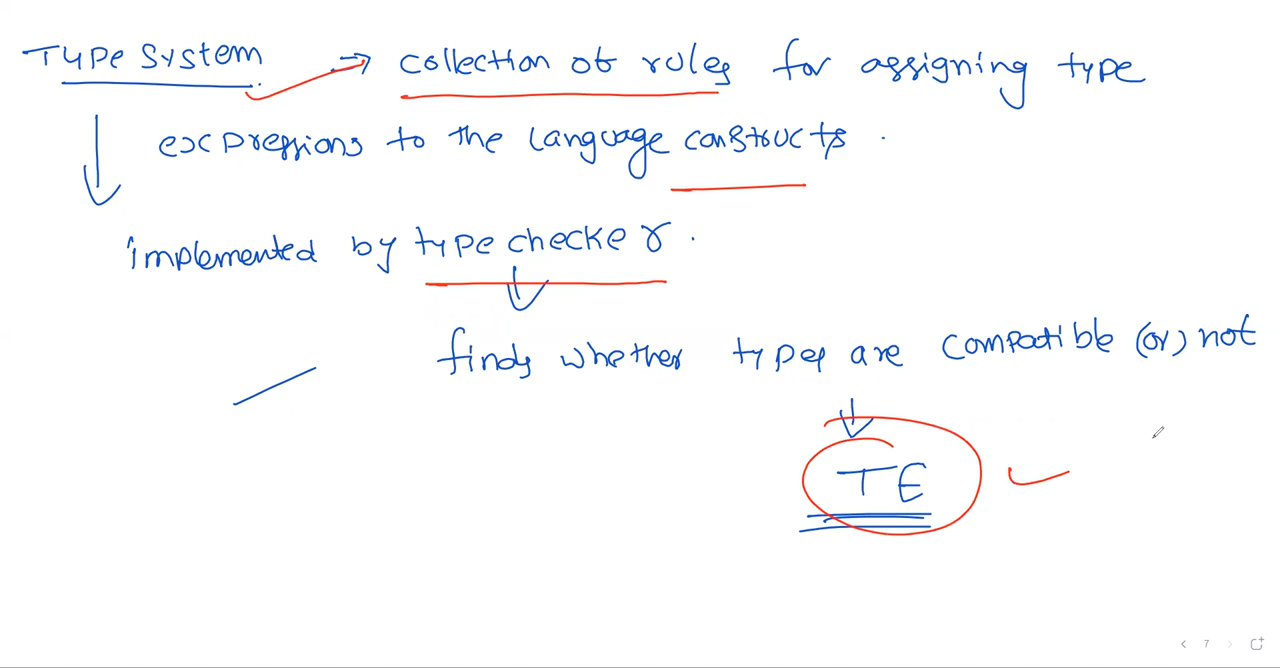 Type System → collection of rules for assigning type
expressions to the language constructs.
implemented by type checker.
finds whether types are compatible (or) not
TE
7